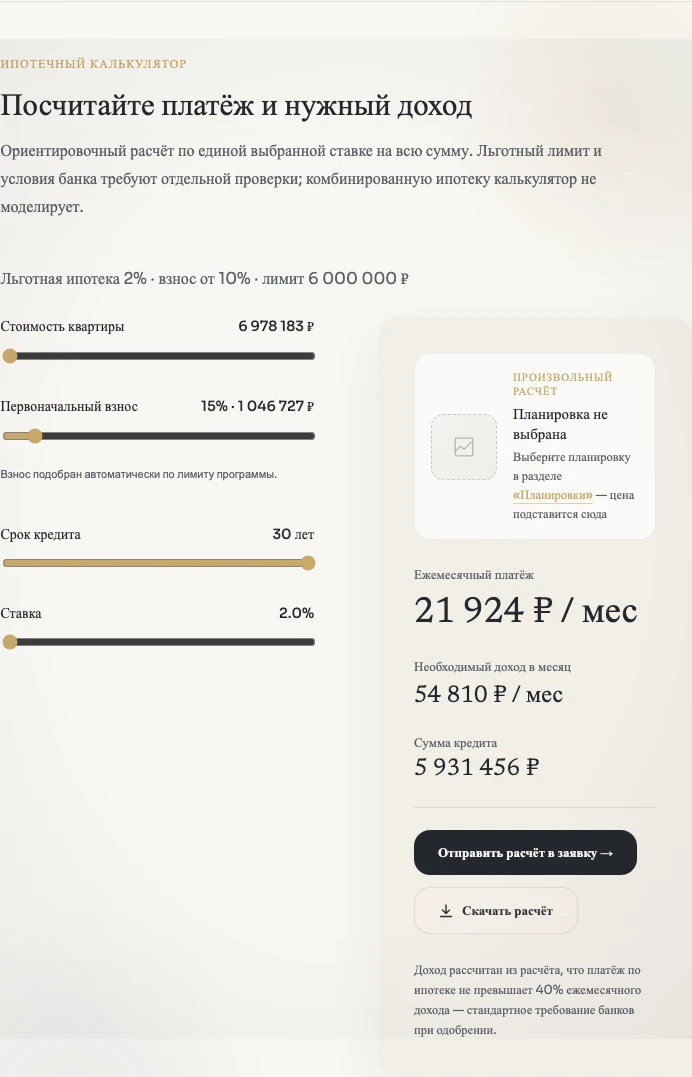 ИПОТЕЧНЫЙ КАЛЬКУЛЯТОР
Посчитайте платёж и нужный доход
Ориентировочный расчёт по единой выбранной ставке на всю сумму. Льготный лимит и
условия банка требуют отдельной проверки; комбинированную ипотеку калькулятор не
моделирует.
Льготная ипотека 2% · взнос от 10% · лимит 6 000 000 ₽
Стоимость квартиры 6 978 183 ₽
Первоначальный взнос 15% · 1 046 727 ₽
Взнос подобран автоматически по лимиту программы.
Срок кредита 30 лет
Ставка 2.0%
ПРОИЗВОЛЬНЫЙ
РАСЧЁТ
Планировка не
выбрана
Выберите планировку
в разделе
«Планировки» — цена
подставится сюда
Ежемесячный платёж
21 924 ₽ / мес
Необходимый доход в месяц
54 810 ₽ / мес
Сумма кредита
5 931 456 ₽
Отправить расчёт в заявку →
Скачать расчёт
Доход рассчитан из расчёта, что платёж по
ипотеке не превышает 40% ежемесячного
дохода — стандартное требование банков
при одобрении.